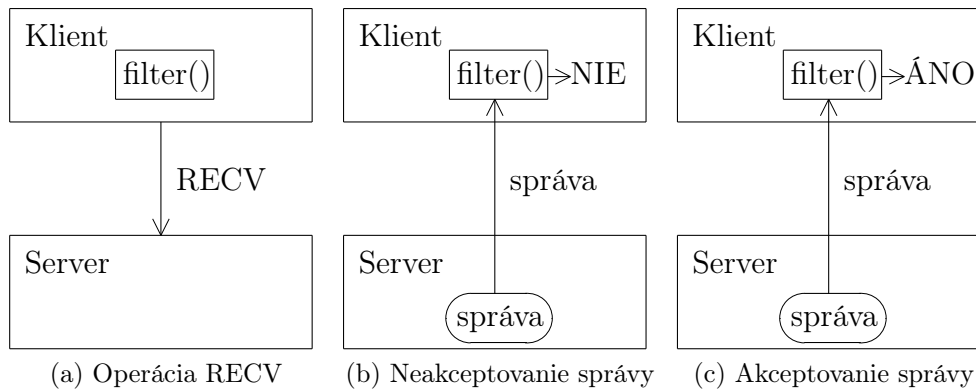 Klient
filter()
RECV
Server
(a) Operácia RECV
Klient
filter()
NIE
správa
Server
správa
(b) Neakceptovanie správy
Klient
filter()
ÁNO
správa
Server
správa
(c) Akceptovanie správy